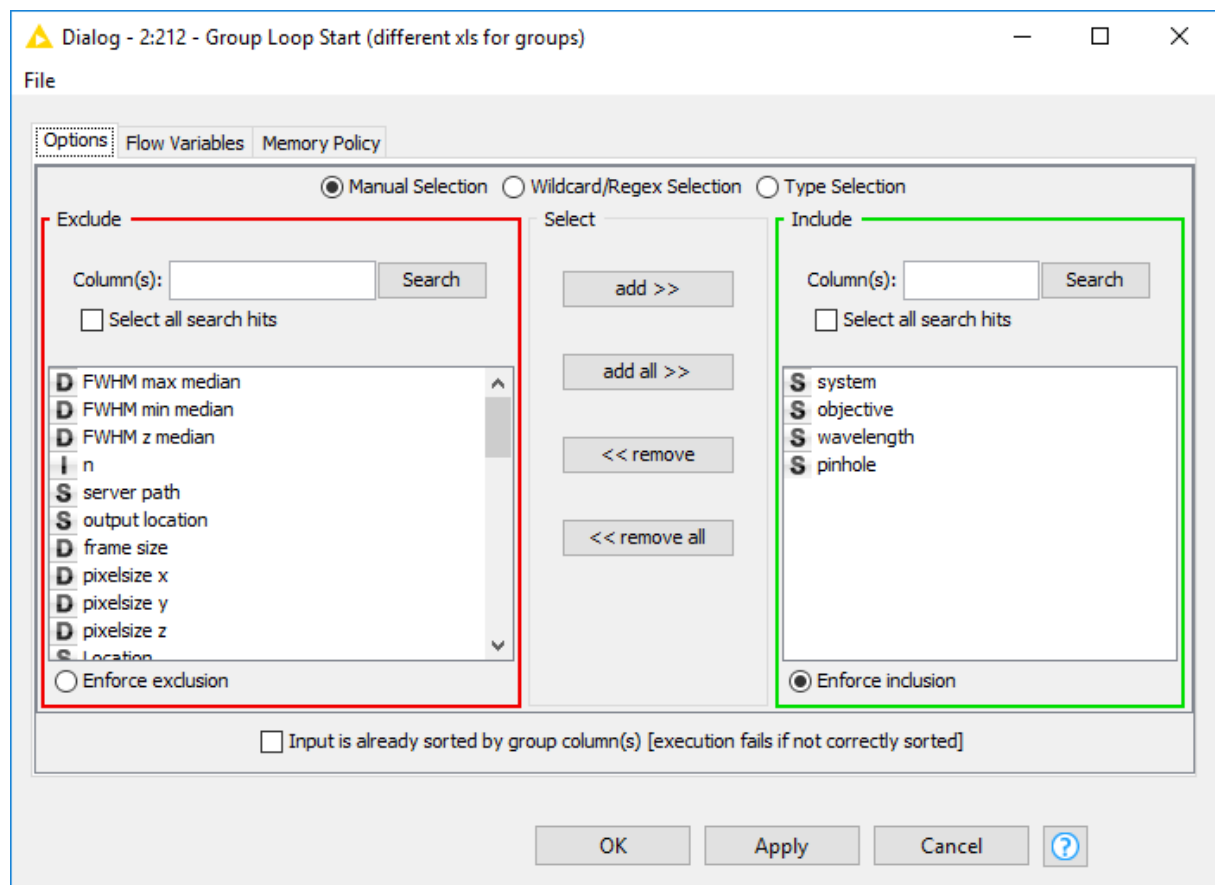 Dialog - 2:212 - Group Loop Start (different xls for groups)
File
Options Flow Variables Memory Policy
Manual Selection Wildcard/Regex Selection Type Selection
Exclude
Column(s): Search
Select all search hits
D FWHM max median
D FWHM min median
D FWHM z median
I n
S server path
S output location
D frame size
D pixelsize x
D pixelsize y
D pixelsize z
S Location
Enforce exclusion
Select
add >>
add all >>
<< remove
<< remove all
Include
Column(s): Search
Select all search hits
S system
S objective
S wavelength
S pinhole
Enforce inclusion
Input is already sorted by group column(s) [execution fails if not correctly sorted]
OK Apply Cancel ?